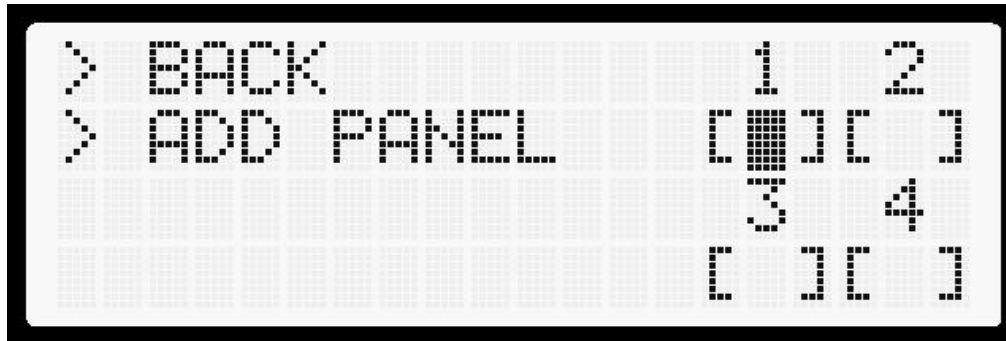 > BACK 1 2
> ADD PANEL [█][ ]
3 4
[ ][ ]